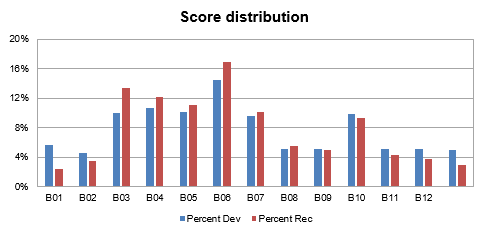 Score distribution
20%
16%
12%
8%
4%
0%
B01 B02 B03 B04 B05 B06 B07 B08 B09 B10 B11 B12
Percent Dev Percent Rec